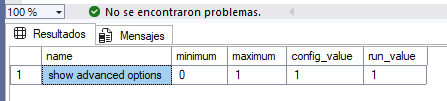 100 % No se encontraron problemas.
Resultados Mensajes
name minimum maximum config_value run_value
1 show advanced options 0 1 1 1